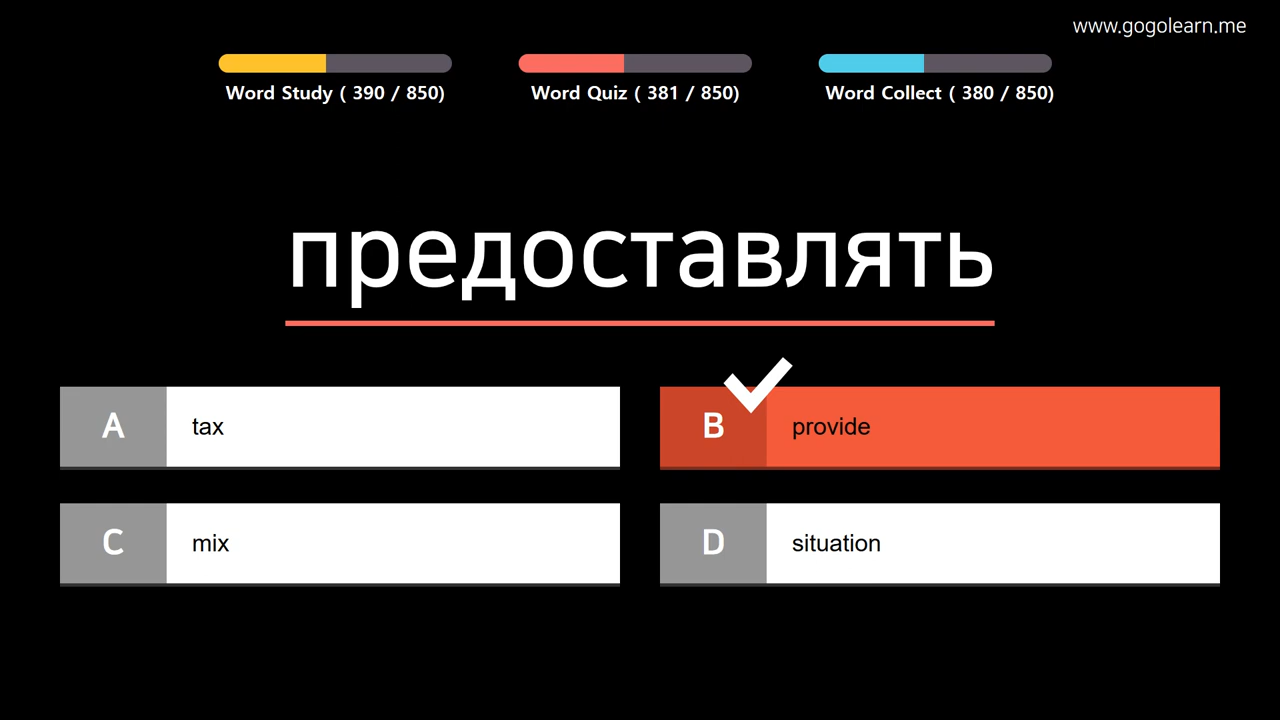 www.gogolearn.me
Word Study ( 390 / 850)
Word Quiz ( 381 / 850)
Word Collect ( 380 / 850)
предоставлять
A tax
B provide
C mix
D situation